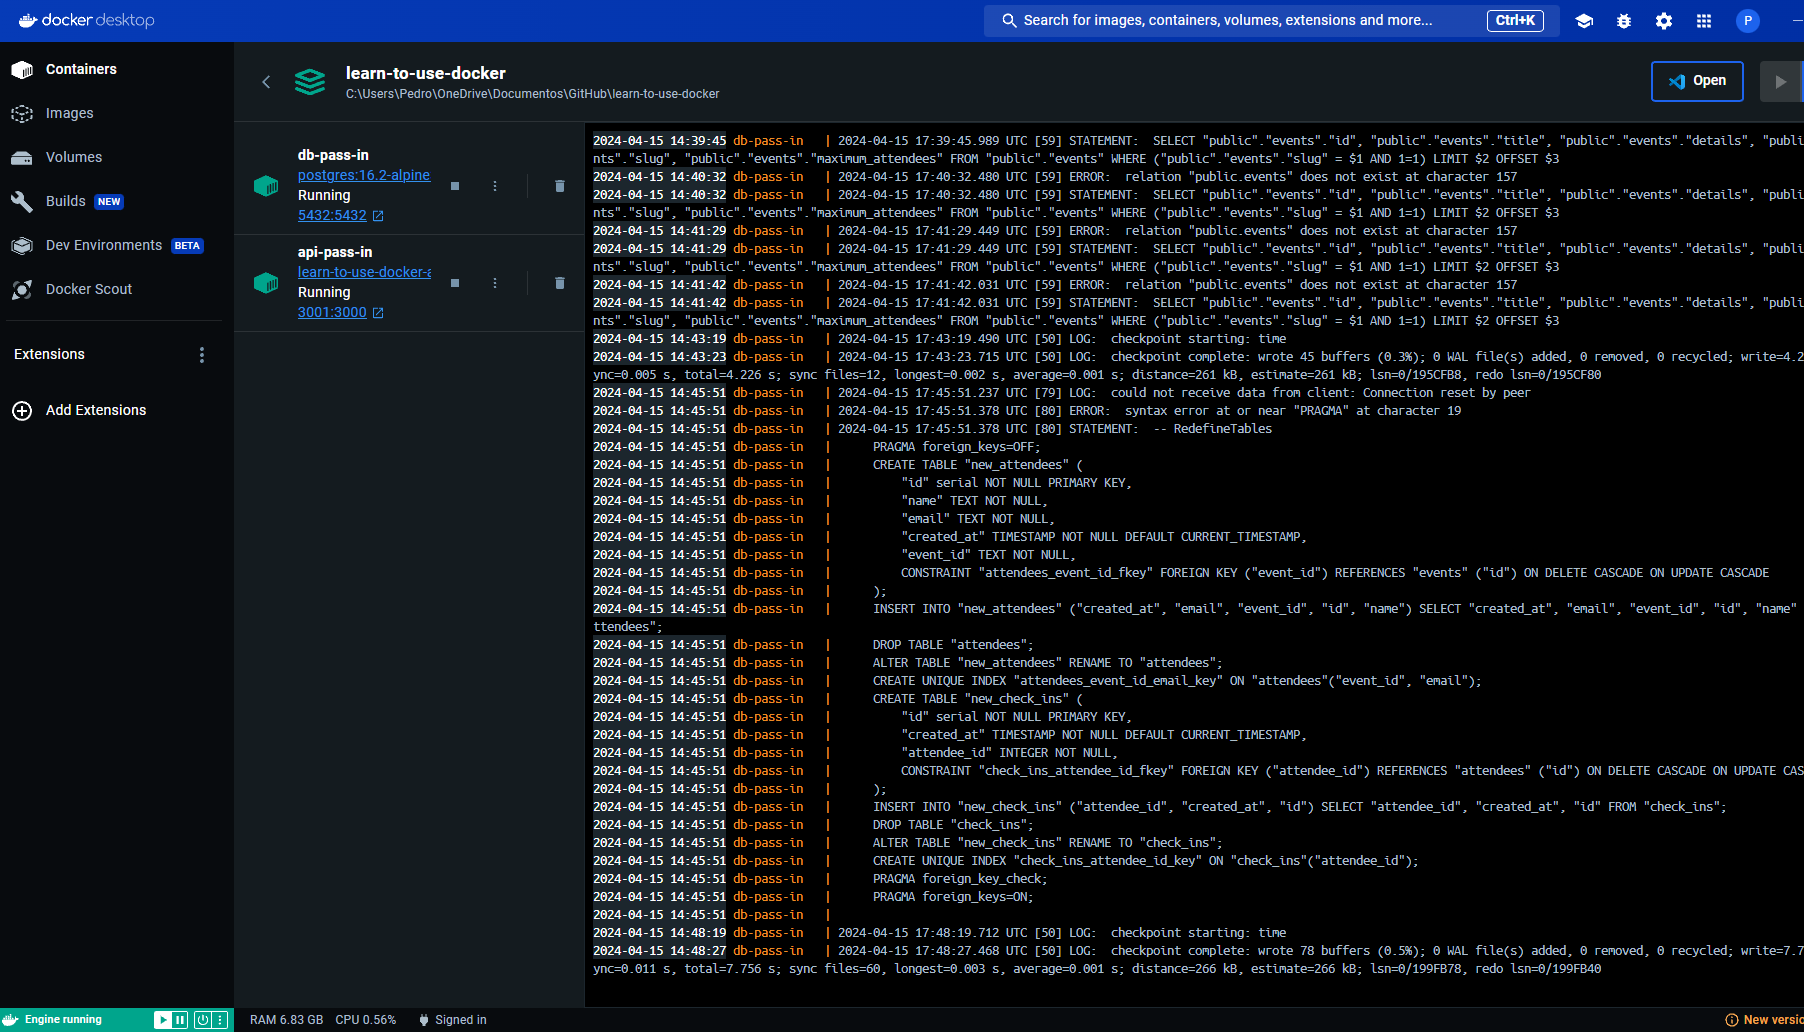 docker desktop
Search for images, containers, volumes, extensions and more...
Ctrl+K
P
Containers
Images
Volumes
Builds NEW
Dev Environments BETA
Docker Scout
Extensions
Add Extensions
learn-to-use-docker
C:\Users\Pedro\OneDrive\Documentos\GitHub\learn-to-use-docker
Open
db-pass-in
postgres:16.2-alpine
Running
5432:5432
api-pass-in
learn-to-use-docker-a
Running
3001:3000
2024-04-15 14:39:45 db-pass-in | 2024-04-15 17:39:45.989 UTC [59] STATEMENT: SELECT "public"."events"."id", "public"."events"."title", "public"."events"."details", "publi
nts"."slug", "public"."events"."maximum_attendees" FROM "public"."events" WHERE ("public"."events"."slug" = $1 AND 1=1) LIMIT $2 OFFSET $3
2024-04-15 14:40:32 db-pass-in | 2024-04-15 17:40:32.480 UTC [59] ERROR: relation "public.events" does not exist at character 157
2024-04-15 14:40:32 db-pass-in | 2024-04-15 17:40:32.480 UTC [59] STATEMENT: SELECT "public"."events"."id", "public"."events"."title", "public"."events"."details", "publi
nts"."slug", "public"."events"."maximum_attendees" FROM "public"."events" WHERE ("public"."events"."slug" = $1 AND 1=1) LIMIT $2 OFFSET $3
2024-04-15 14:41:29 db-pass-in | 2024-04-15 17:41:29.449 UTC [59] ERROR: relation "public.events" does not exist at character 157
2024-04-15 14:41:29 db-pass-in | 2024-04-15 17:41:29.449 UTC [59] STATEMENT: SELECT "public"."events"."id", "public"."events"."title", "public"."events"."details", "publi
nts"."slug", "public"."events"."maximum_attendees" FROM "public"."events" WHERE ("public"."events"."slug" = $1 AND 1=1) LIMIT $2 OFFSET $3
2024-04-15 14:41:42 db-pass-in | 2024-04-15 17:41:42.031 UTC [59] ERROR: relation "public.events" does not exist at character 157
2024-04-15 14:41:42 db-pass-in | 2024-04-15 17:41:42.031 UTC [59] STATEMENT: SELECT "public"."events"."id", "public"."events"."title", "public"."events"."details", "publi
nts"."slug", "public"."events"."maximum_attendees" FROM "public"."events" WHERE ("public"."events"."slug" = $1 AND 1=1) LIMIT $2 OFFSET $3
2024-04-15 14:43:19 db-pass-in | 2024-04-15 17:43:19.490 UTC [50] LOG: checkpoint starting: time
2024-04-15 14:43:23 db-pass-in | 2024-04-15 17:43:23.715 UTC [50] LOG: checkpoint complete: wrote 45 buffers (0.3%); 0 WAL file(s) added, 0 removed, 0 recycled; write=4.2
ync=0.005 s, total=4.226 s; sync files=12, longest=0.002 s, average=0.001 s; distance=261 kB, estimate=261 kB; lsn=0/195CFB8, redo lsn=0/195CF80
2024-04-15 14:45:51 db-pass-in | 2024-04-15 17:45:51.237 UTC [79] LOG: could not receive data from client: Connection reset by peer
2024-04-15 14:45:51 db-pass-in | 2024-04-15 17:45:51.378 UTC [80] ERROR: syntax error at or near "PRAGMA" at character 19
2024-04-15 14:45:51 db-pass-in | 2024-04-15 17:45:51.378 UTC [80] STATEMENT: -- RedefineTables
2024-04-15 14:45:51 db-pass-in | PRAGMA foreign_keys=OFF;
2024-04-15 14:45:51 db-pass-in | CREATE TABLE "new_attendees" (
2024-04-15 14:45:51 db-pass-in | "id" serial NOT NULL PRIMARY KEY,
2024-04-15 14:45:51 db-pass-in | "name" TEXT NOT NULL,
2024-04-15 14:45:51 db-pass-in | "email" TEXT NOT NULL,
2024-04-15 14:45:51 db-pass-in | "created_at" TIMESTAMP NOT NULL DEFAULT CURRENT_TIMESTAMP,
2024-04-15 14:45:51 db-pass-in | "event_id" TEXT NOT NULL,
2024-04-15 14:45:51 db-pass-in | CONSTRAINT "attendees_event_id_fkey" FOREIGN KEY ("event_id") REFERENCES "events" ("id") ON DELETE CASCADE ON UPDATE CASCADE
2024-04-15 14:45:51 db-pass-in | );
2024-04-15 14:45:51 db-pass-in | INSERT INTO "new_attendees" ("created_at", "email", "event_id", "id", "name") SELECT "created_at", "email", "event_id", "id", "name"
ttendees";
2024-04-15 14:45:51 db-pass-in | DROP TABLE "attendees";
2024-04-15 14:45:51 db-pass-in | ALTER TABLE "new_attendees" RENAME TO "attendees";
2024-04-15 14:45:51 db-pass-in | CREATE UNIQUE INDEX "attendees_event_id_email_key" ON "attendees"("event_id", "email");
2024-04-15 14:45:51 db-pass-in | CREATE TABLE "new_check_ins" (
2024-04-15 14:45:51 db-pass-in | "id" serial NOT NULL PRIMARY KEY,
2024-04-15 14:45:51 db-pass-in | "created_at" TIMESTAMP NOT NULL DEFAULT CURRENT_TIMESTAMP,
2024-04-15 14:45:51 db-pass-in | "attendee_id" INTEGER NOT NULL,
2024-04-15 14:45:51 db-pass-in | CONSTRAINT "check_ins_attendee_id_fkey" FOREIGN KEY ("attendee_id") REFERENCES "attendees" ("id") ON DELETE CASCADE ON UPDATE CAS
2024-04-15 14:45:51 db-pass-in | );
2024-04-15 14:45:51 db-pass-in | INSERT INTO "new_check_ins" ("attendee_id", "created_at", "id") SELECT "attendee_id", "created_at", "id" FROM "check_ins";
2024-04-15 14:45:51 db-pass-in | DROP TABLE "check_ins";
2024-04-15 14:45:51 db-pass-in | ALTER TABLE "new_check_ins" RENAME TO "check_ins";
2024-04-15 14:45:51 db-pass-in | CREATE UNIQUE INDEX "check_ins_attendee_id_key" ON "check_ins"("attendee_id");
2024-04-15 14:45:51 db-pass-in | PRAGMA foreign_key_check;
2024-04-15 14:45:51 db-pass-in | PRAGMA foreign_keys=ON;
2024-04-15 14:45:51 db-pass-in |
2024-04-15 14:48:19 db-pass-in | 2024-04-15 17:48:19.712 UTC [50] LOG: checkpoint starting: time
2024-04-15 14:48:27 db-pass-in | 2024-04-15 17:48:27.468 UTC [50] LOG: checkpoint complete: wrote 78 buffers (0.5%); 0 WAL file(s) added, 0 removed, 0 recycled; write=7.7
ync=0.011 s, total=7.756 s; sync files=60, longest=0.003 s, average=0.001 s; distance=266 kB, estimate=266 kB; lsn=0/199FB78, redo lsn=0/199FB40
Engine running
RAM 6.83 GB CPU 0.56% Signed in
New versio